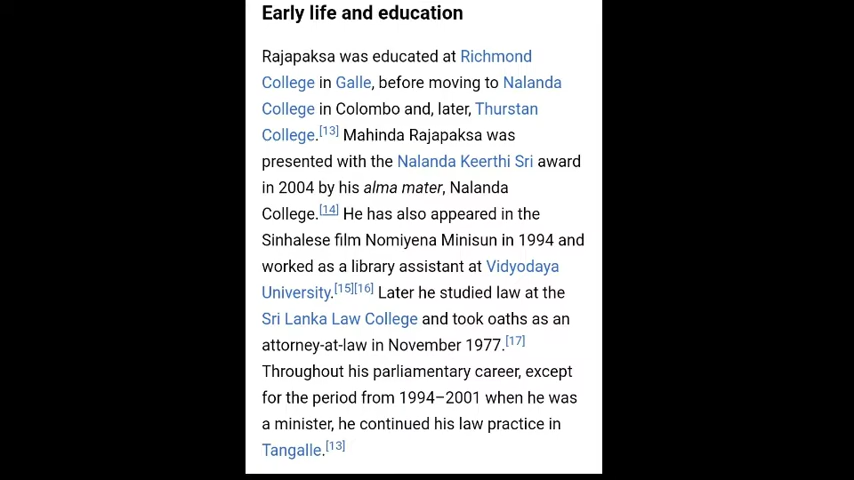 Early life and education
Rajapaksa was educated at Richmond
College in Galle, before moving to Nalanda
College in Colombo and, later, Thurstan
College.[13] Mahinda Rajapaksa was
presented with the Nalanda Keerthi Sri award
in 2004 by his alma mater, Nalanda
College.[14] He has also appeared in the
Sinhalese film Nomiyena Minisun in 1994 and
worked as a library assistant at Vidyodaya
University.[15][16] Later he studied law at the
Sri Lanka Law College and took oaths as an
attorney-at-law in November 1977.[17]
Throughout his parliamentary career, except
for the period from 1994–2001 when he was
a minister, he continued his law practice in
Tangalle.[13]